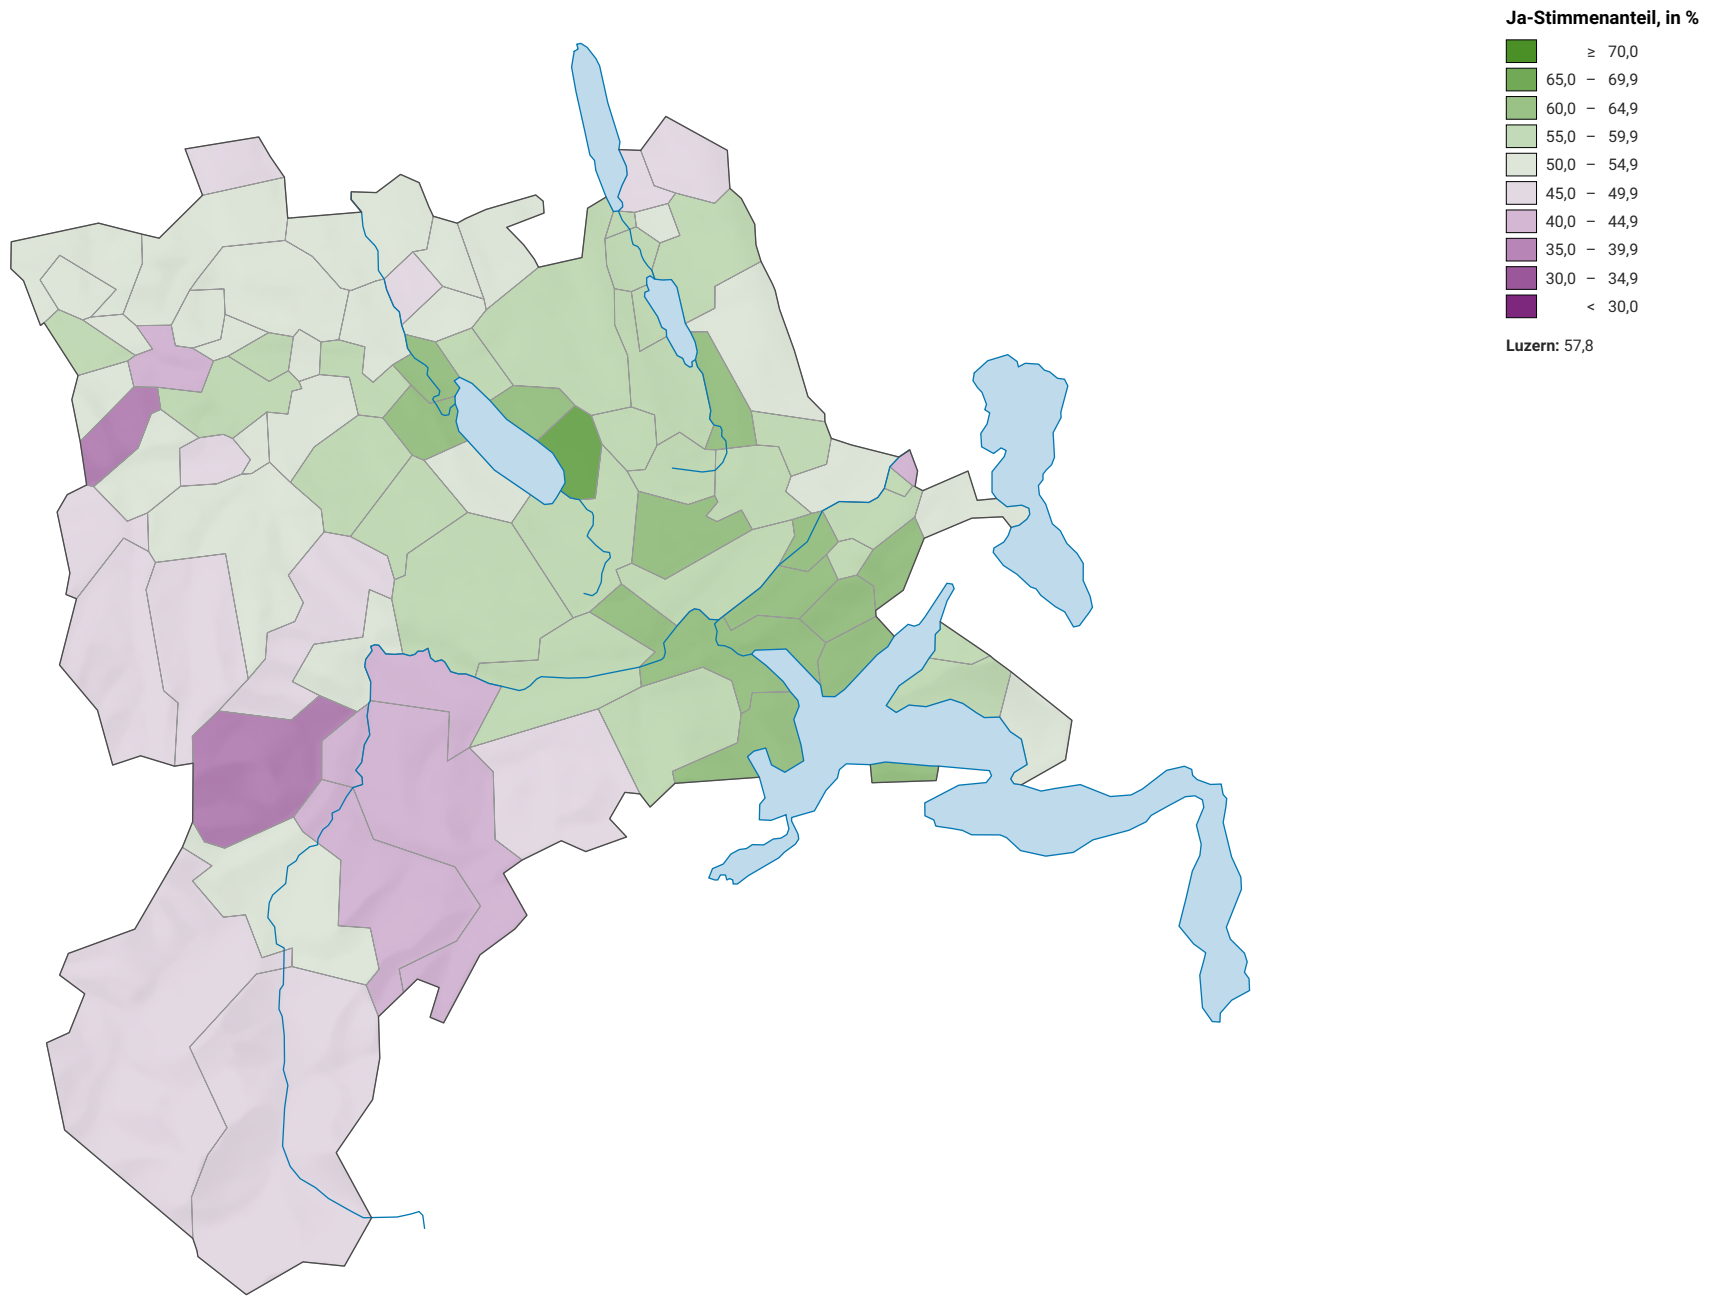 Ja-Stimmenanteil, in %
≥ 70,0
65,0 – 69,9
60,0 – 64,9
55,0 – 59,9
50,0 – 54,9
45,0 – 49,9
40,0 – 44,9
35,0 – 39,9
30,0 – 34,9
< 30,0
Luzern: 57,8